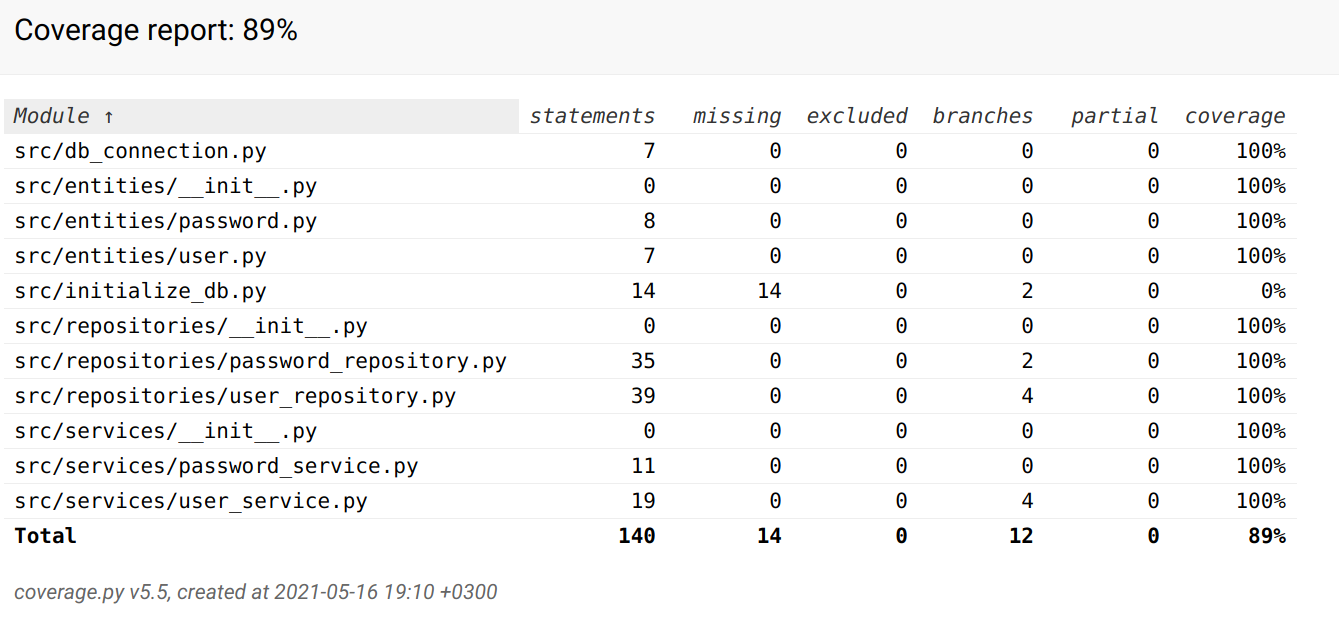 Coverage report: 89%
Module ↑ statements missing excluded branches partial coverage
src/db_connection.py 7 0 0 0 0 100%
src/entities/__init__.py 0 0 0 0 0 100%
src/entities/password.py 8 0 0 0 0 100%
src/entities/user.py 7 0 0 0 0 100%
src/initialize_db.py 14 14 0 2 0 0%
src/repositories/__init__.py 0 0 0 0 0 100%
src/repositories/password_repository.py 35 0 0 2 0 100%
src/repositories/user_repository.py 39 0 0 4 0 100%
src/services/__init__.py 0 0 0 0 0 100%
src/services/password_service.py 11 0 0 0 0 100%
src/services/user_service.py 19 0 0 4 0 100%
Total 140 14 0 12 0 89%
coverage.py v5.5, created at 2021-05-16 19:10 +0300